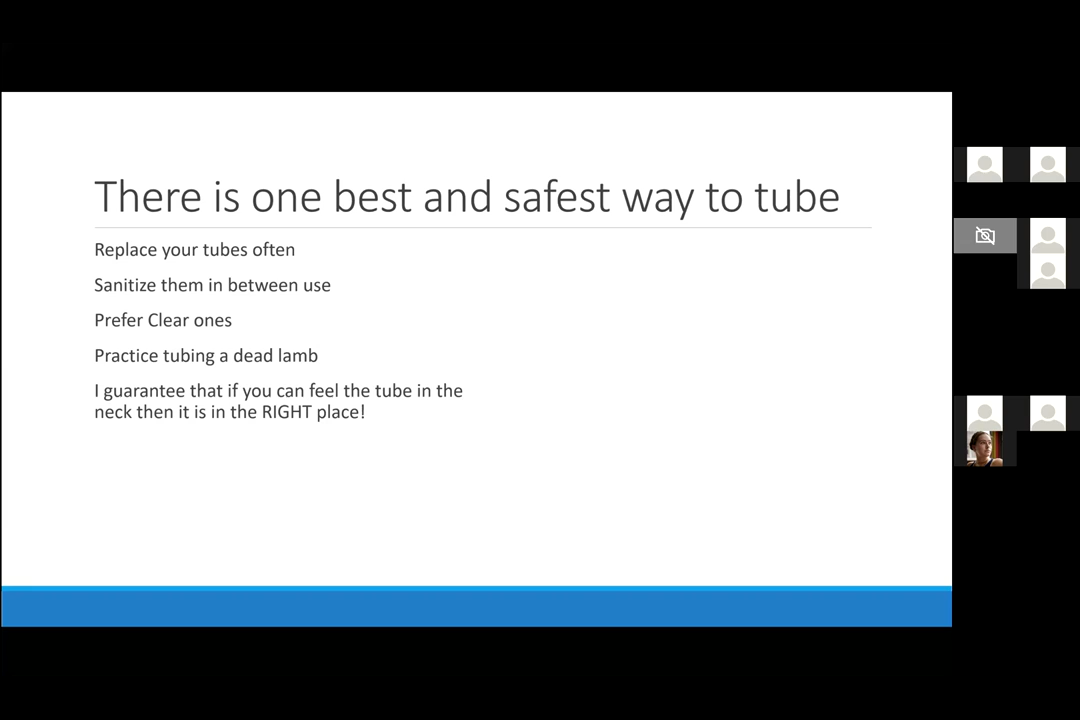 There is one best and safest way to tube
Replace your tubes often
Sanitize them in between use
Prefer Clear ones
Practice tubing a dead lamb
I guarantee that if you can feel the tube in the
neck then it is in the RIGHT place!